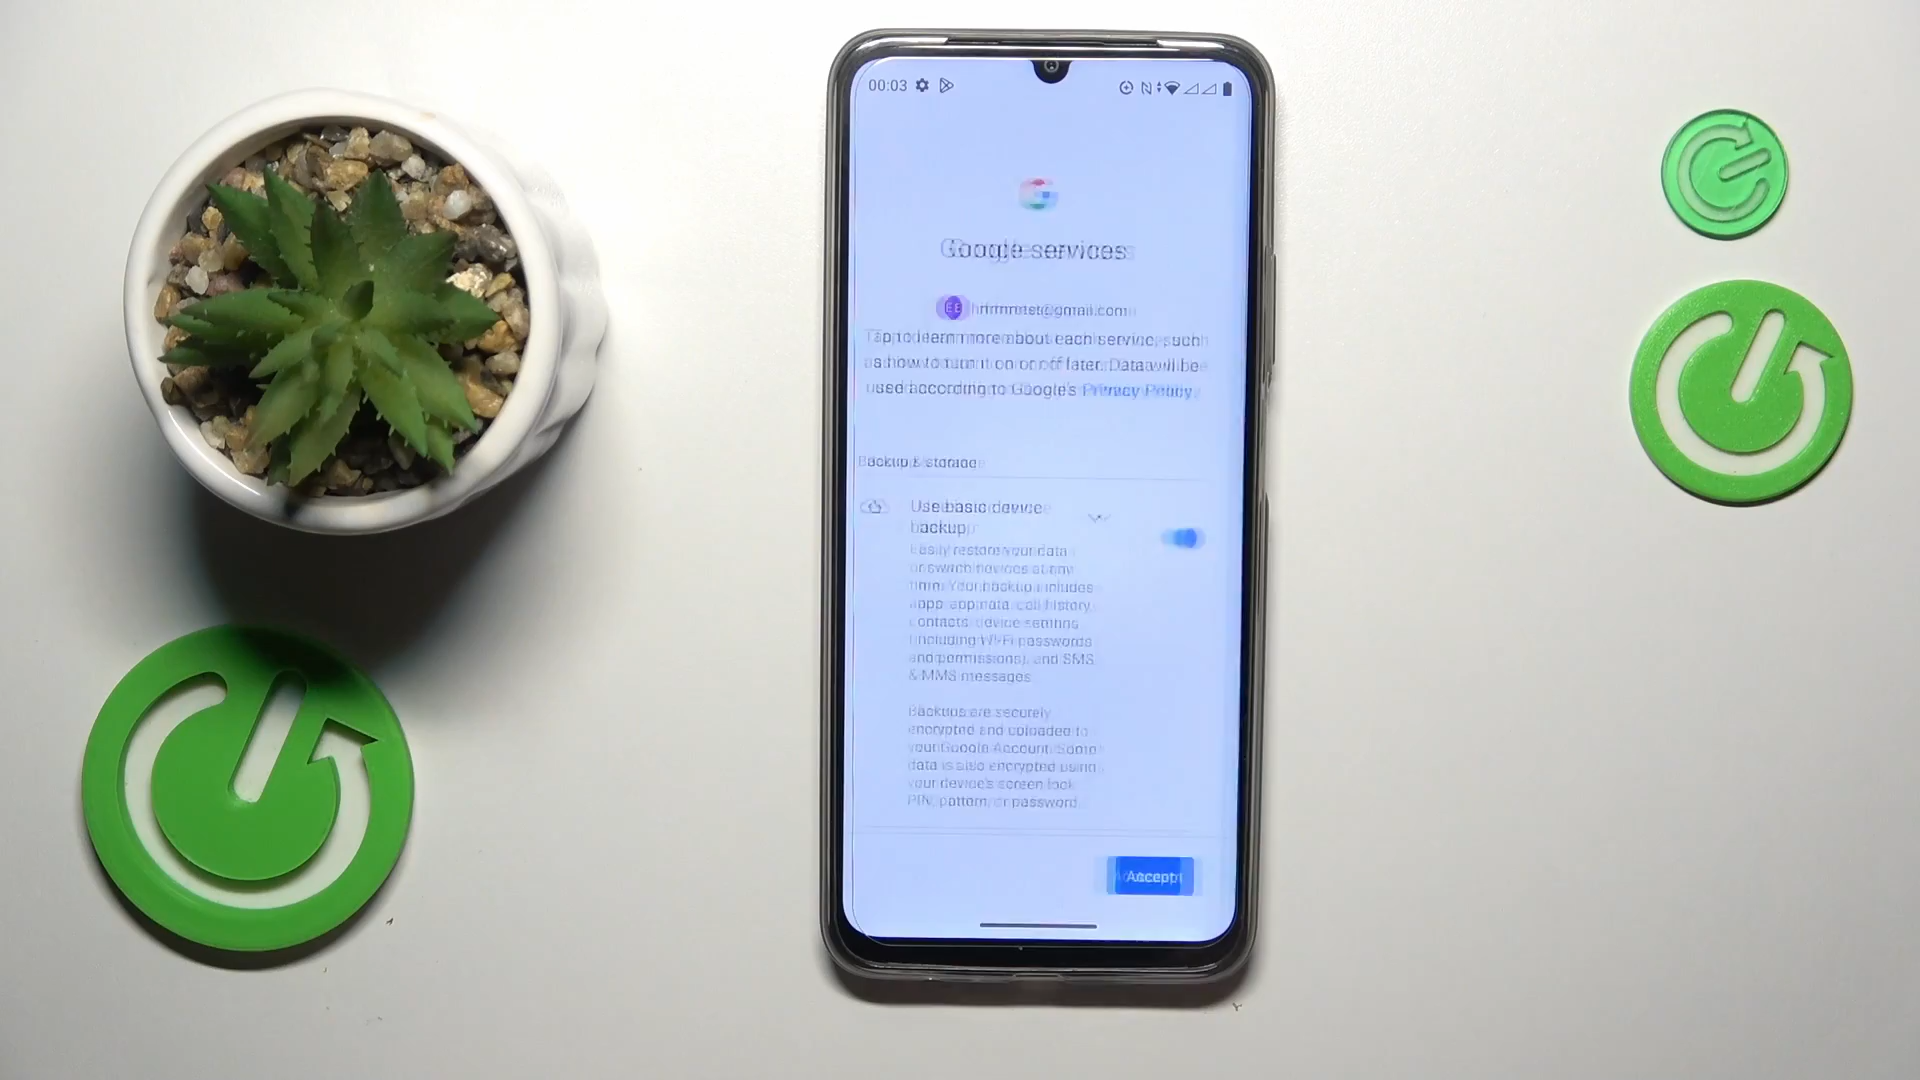 00:03
Google services
Tap to learn more about each service, such
as how to turn it on or off later. Data will be
used according to Google's Privacy Policy.
Backup & storage
Use basic device
backup
Easily restore your data
or switch devices at any
time. Your backup includes
apps, app data, call history,
contacts, device settings
(including Wi-Fi passwords
and permissions), and SMS
& MMS messages.
Backups are securely
encrypted and uploaded to
your Google Account. Some
data is also encrypted using
your device's screen lock
PIN, pattern, or password.
Accept